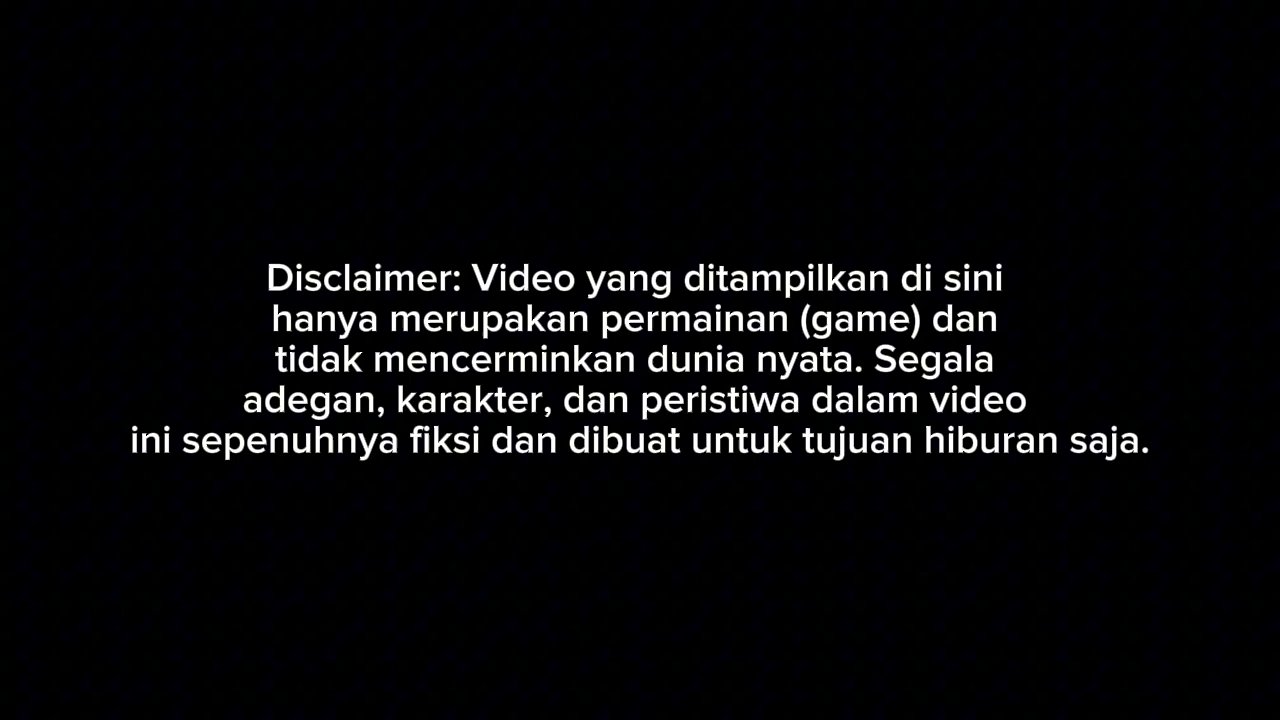 Disclaimer: Video yang ditampilkan di sini
hanya merupakan permainan (game) dan
tidak mencerminkan dunia nyata. Segala
adegan, karakter, dan peristiwa dalam video
ini sepenuhnya fiksi dan dibuat untuk tujuan hiburan saja.